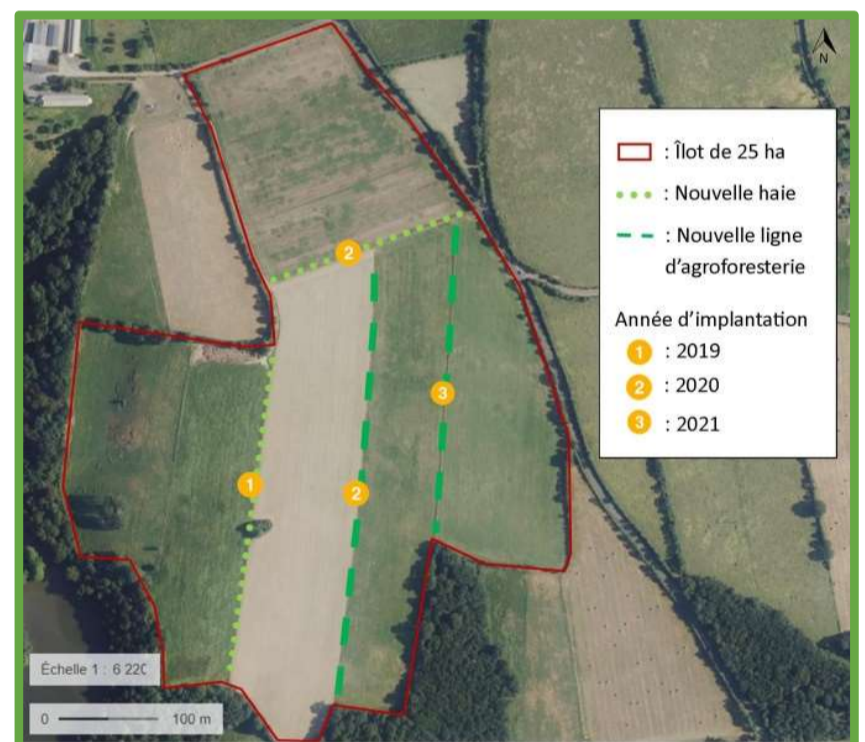 N
: Îlot de 25 ha
: Nouvelle haie
: Nouvelle ligne
d'agroforesterie
Année d'implantation
1 : 2019
2 : 2020
3 : 2021
2
3
1
2
Échelle 1 : 6 220
0 100 m